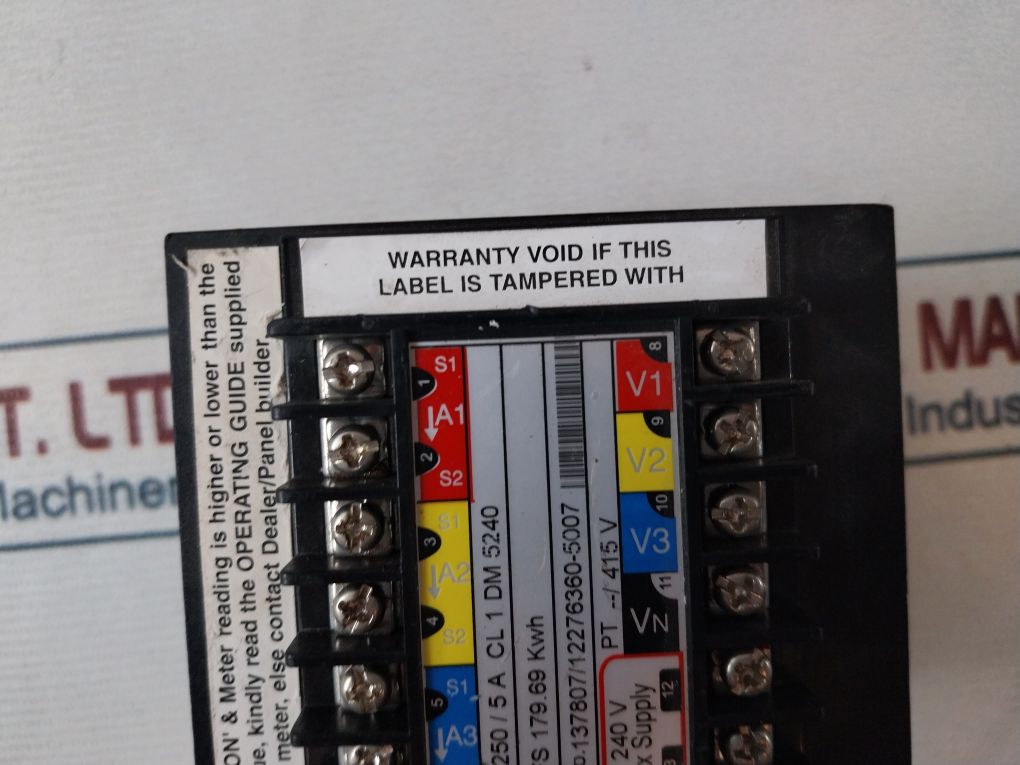 WARRANTY VOID IF THIS
LABEL IS TAMPERED WITH
ON' & Meter reading is higher or lower than the
kindly read the OPERATING GUIDE supplied
meter, else contact Dealer/Panel builder.
S1
1
A1
2
S2
S1
3
A2
4
S2
S1
5
A3
250 / 5 A CL 1 DM 5240
179.69 Kwh
137807/12276360-5007
PT --/ 415 V
240 V
Supply
8
V1
9
V2
10
V3
11
VN
12
T. LTD
Machiner
MA
Indus